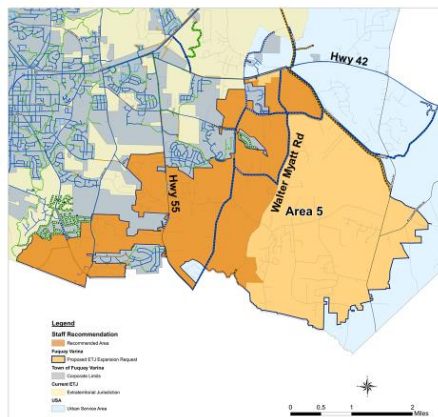 Hwy 42
Walter Myatt Rd
Hwy 55
Area 5
Legend
Staff Recommendation
Recommended Area
Fuquay Varina
Proposed ETJ Expansion Request
Town of Fuquay Varina
Corporate Limits
Current ETJ
Extraterritorial Jurisdiction
USA
Urban Service Area
0 0.5 1 2
Miles